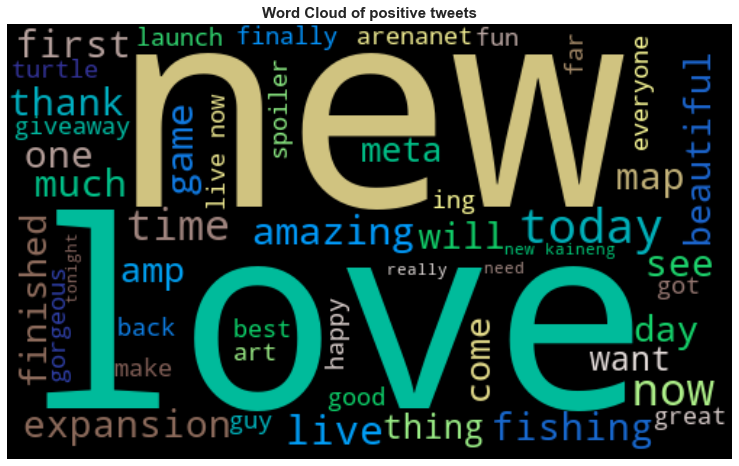 Word Cloud of positive tweets
first
launch
finally
arenanet
fun
far
everyone
turtle
new
thank
giveaway
game
live now
spoiler
meta
beautiful
one
much
ing
map
time
amazing
will
today
new kaineng
see
finished
tonight
gorgeous
amp
love
really
need
got
back
best
art
happy
day
make
come
want
good
now
expansion
guy
live
thing
fishing
great